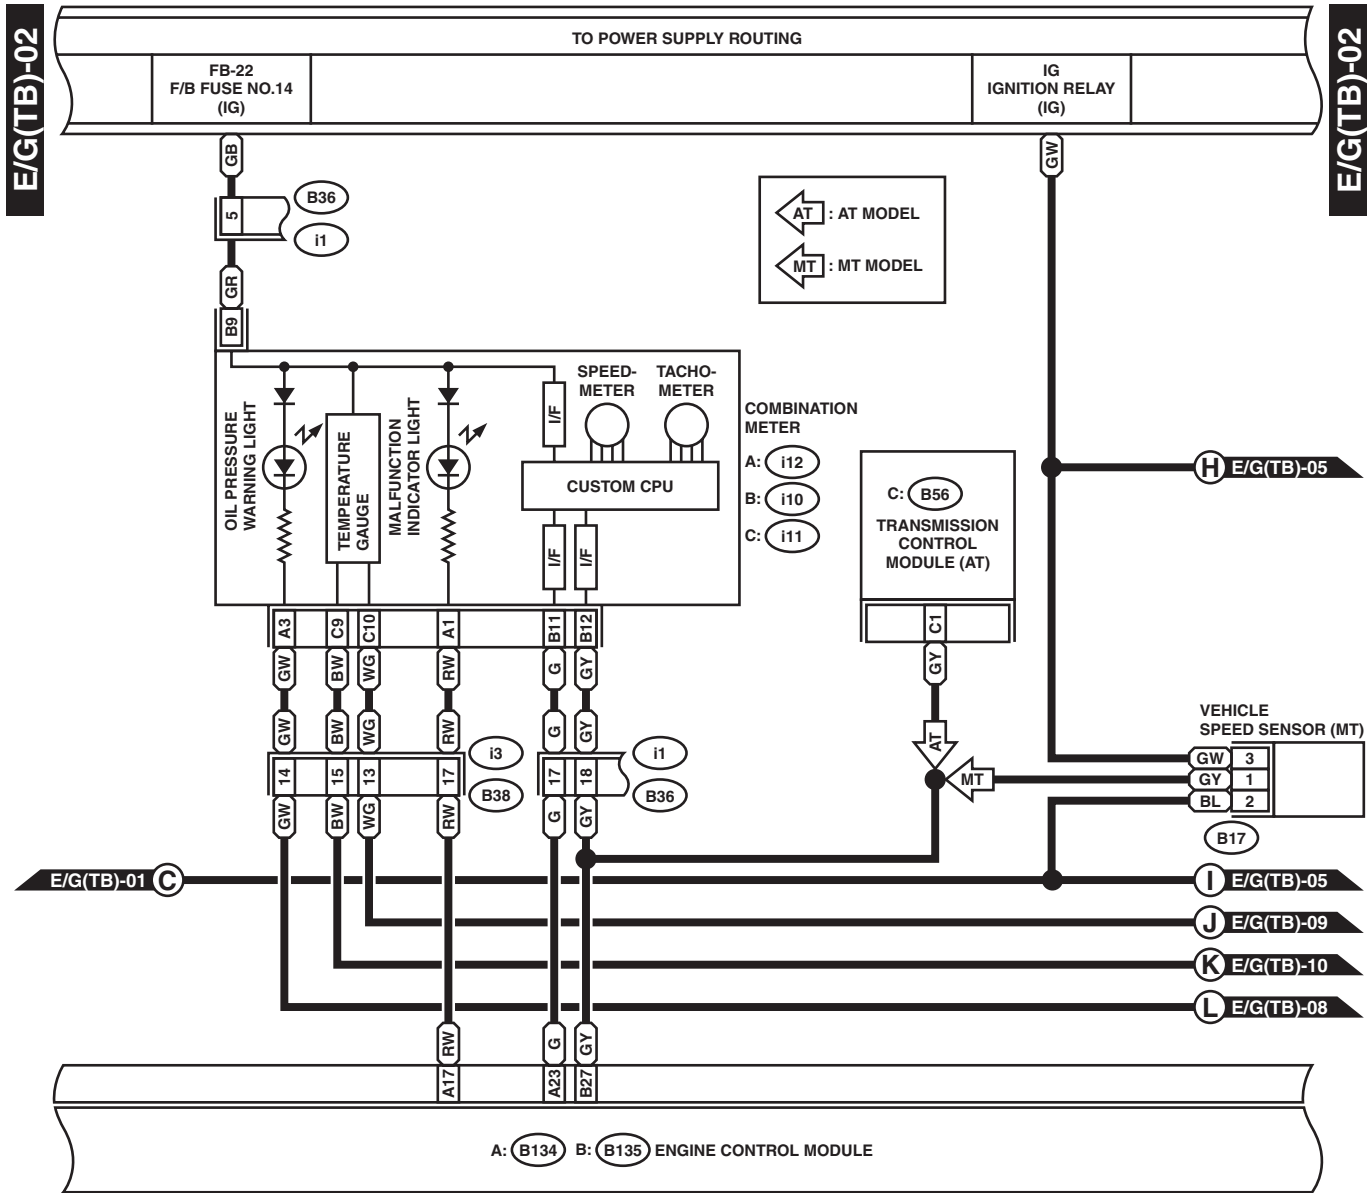 E/G(TB)-02
E/G(TB)-02
TO POWER SUPPLY ROUTING
FB-22
F/B FUSE NO.14
(IG)
IG
IGNITION RELAY
(IG)
GB
GW
5
B36
i1
GR
B9
AT : AT MODEL
MT : MT MODEL
OIL PRESSURE
WARNING LIGHT
TEMPERATURE
GAUGE
MALFUNCTION
INDICATOR LIGHT
I/F
SPEED-
METER
TACHO-
METER
CUSTOM CPU
I/F
I/F
COMBINATION
METER
A: i12
B: i10
C: i11
C: B56
TRANSMISSION
CONTROL
MODULE (AT)
C1
GY
AT
MT
H E/G(TB)-05
A3 C9 C10 A1 B11 B12
GW BW WG RW G GY
GW BW WG RW G GY
i3
i1
14 15 13 17 17 18
B38
B36
GW BW WG RW G GY
VEHICLE
SPEED SENSOR (MT)
GW 3
GY 1
BL 2
B17
E/G(TB)-01 C
I E/G(TB)-05
J E/G(TB)-09
K E/G(TB)-10
L E/G(TB)-08
RW G GY
A17 A23 B27
A: B134 B: B135 ENGINE CONTROL MODULE